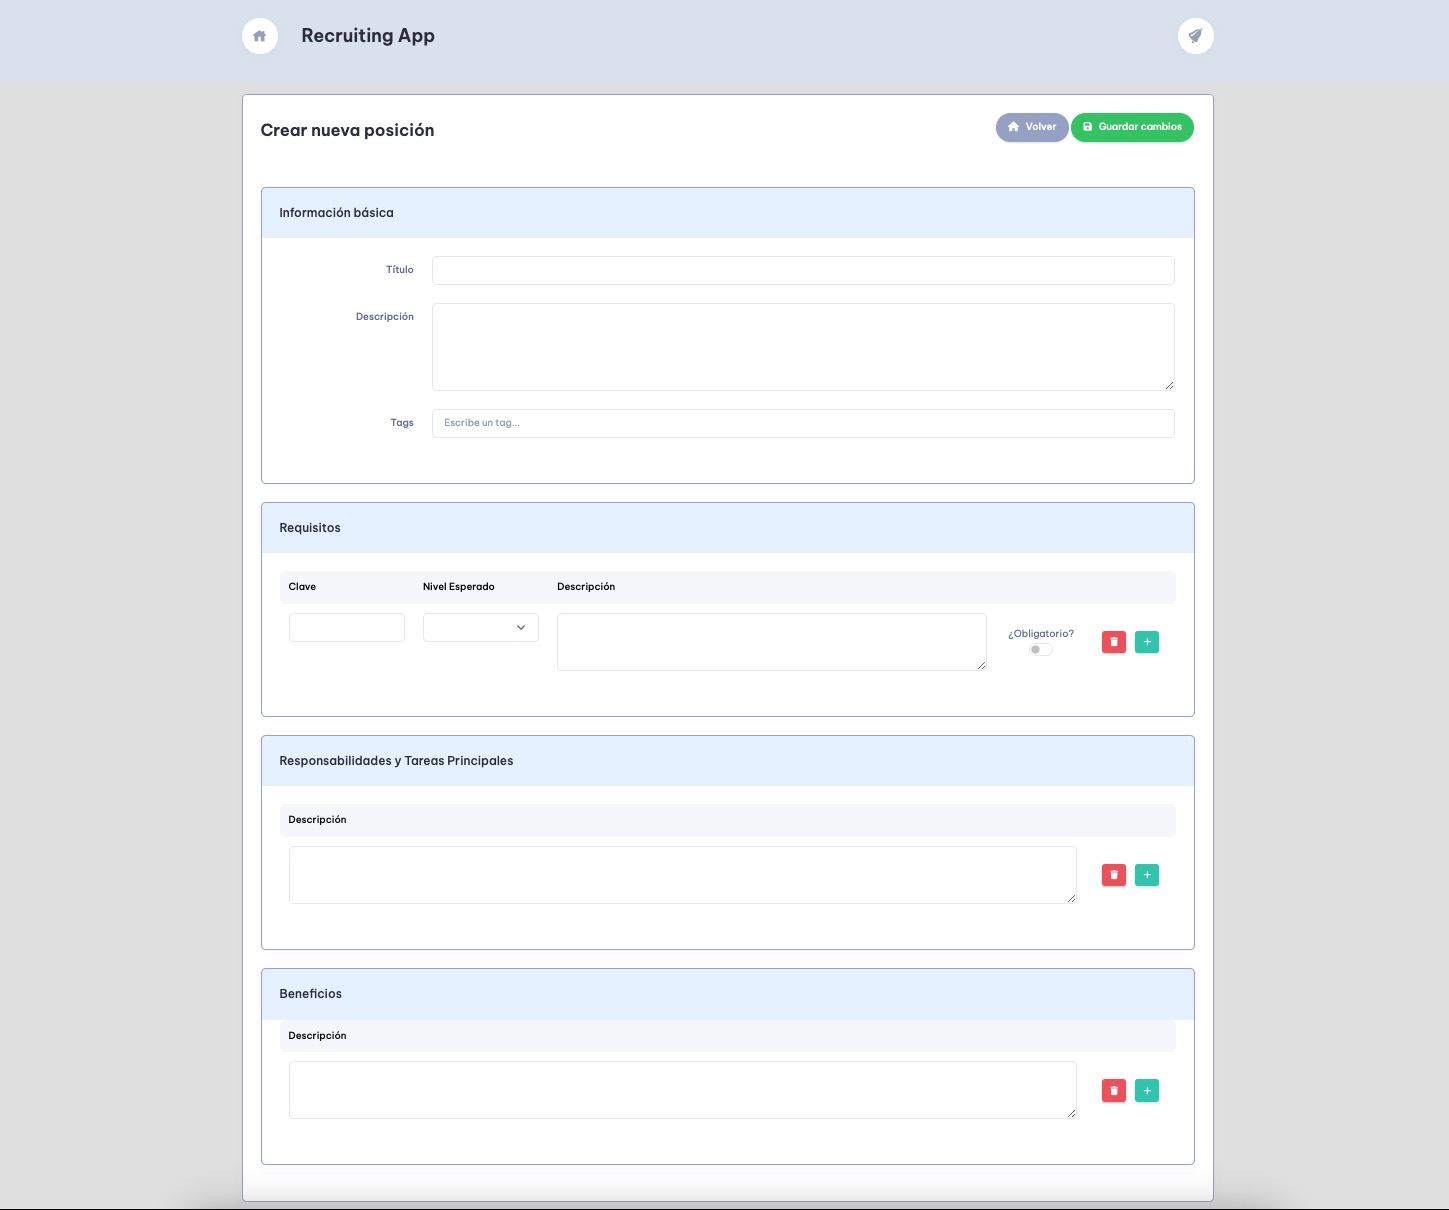 Recruiting App
Crear nueva posición
Volver
Guardar cambios
Información básica
Título
Descripción
Tags
Escribe un tag...
Requisitos
Clave
Nivel Esperado
Descripción
¿Obligatorio?
Responsabilidades y Tareas Principales
Descripción
Beneficios
Descripción